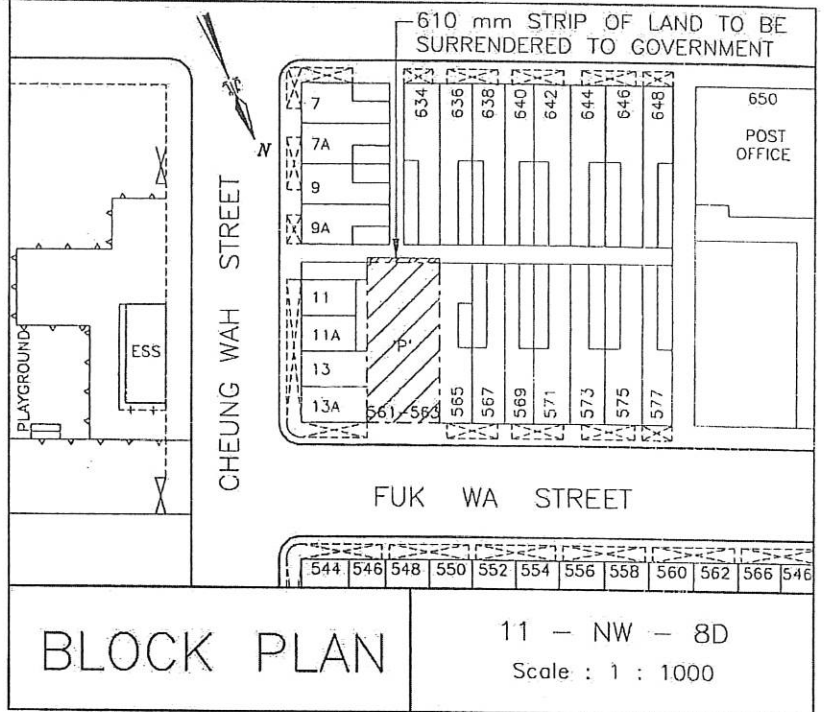 610 mm STRIP OF LAND TO BE
SURRENDERED TO GOVERNMENT
N
7
7A
9
9A
634
636
638
640
642
644
646
648
650
POST
OFFICE
CHEUNG WAH STREET
PLAYGROUND
ESS
11
11A
13
13A
'P'
561-563
565
567
569
571
573
575
577
FUK WA STREET
544 546 548 550 552 554 556 558 560 562 566 546
BLOCK PLAN
11 - NW - 8D
Scale : 1 : 1000